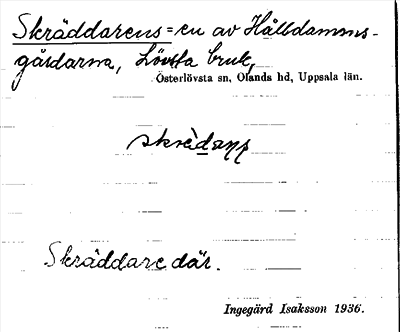 Skräddarens = en av Hålldamms-
gårdarna, Lövsta bruk,
Österlövsta sn, Olands hd, Uppsala län.
Skräddare där.
Ingegärd Isaksson 1936.